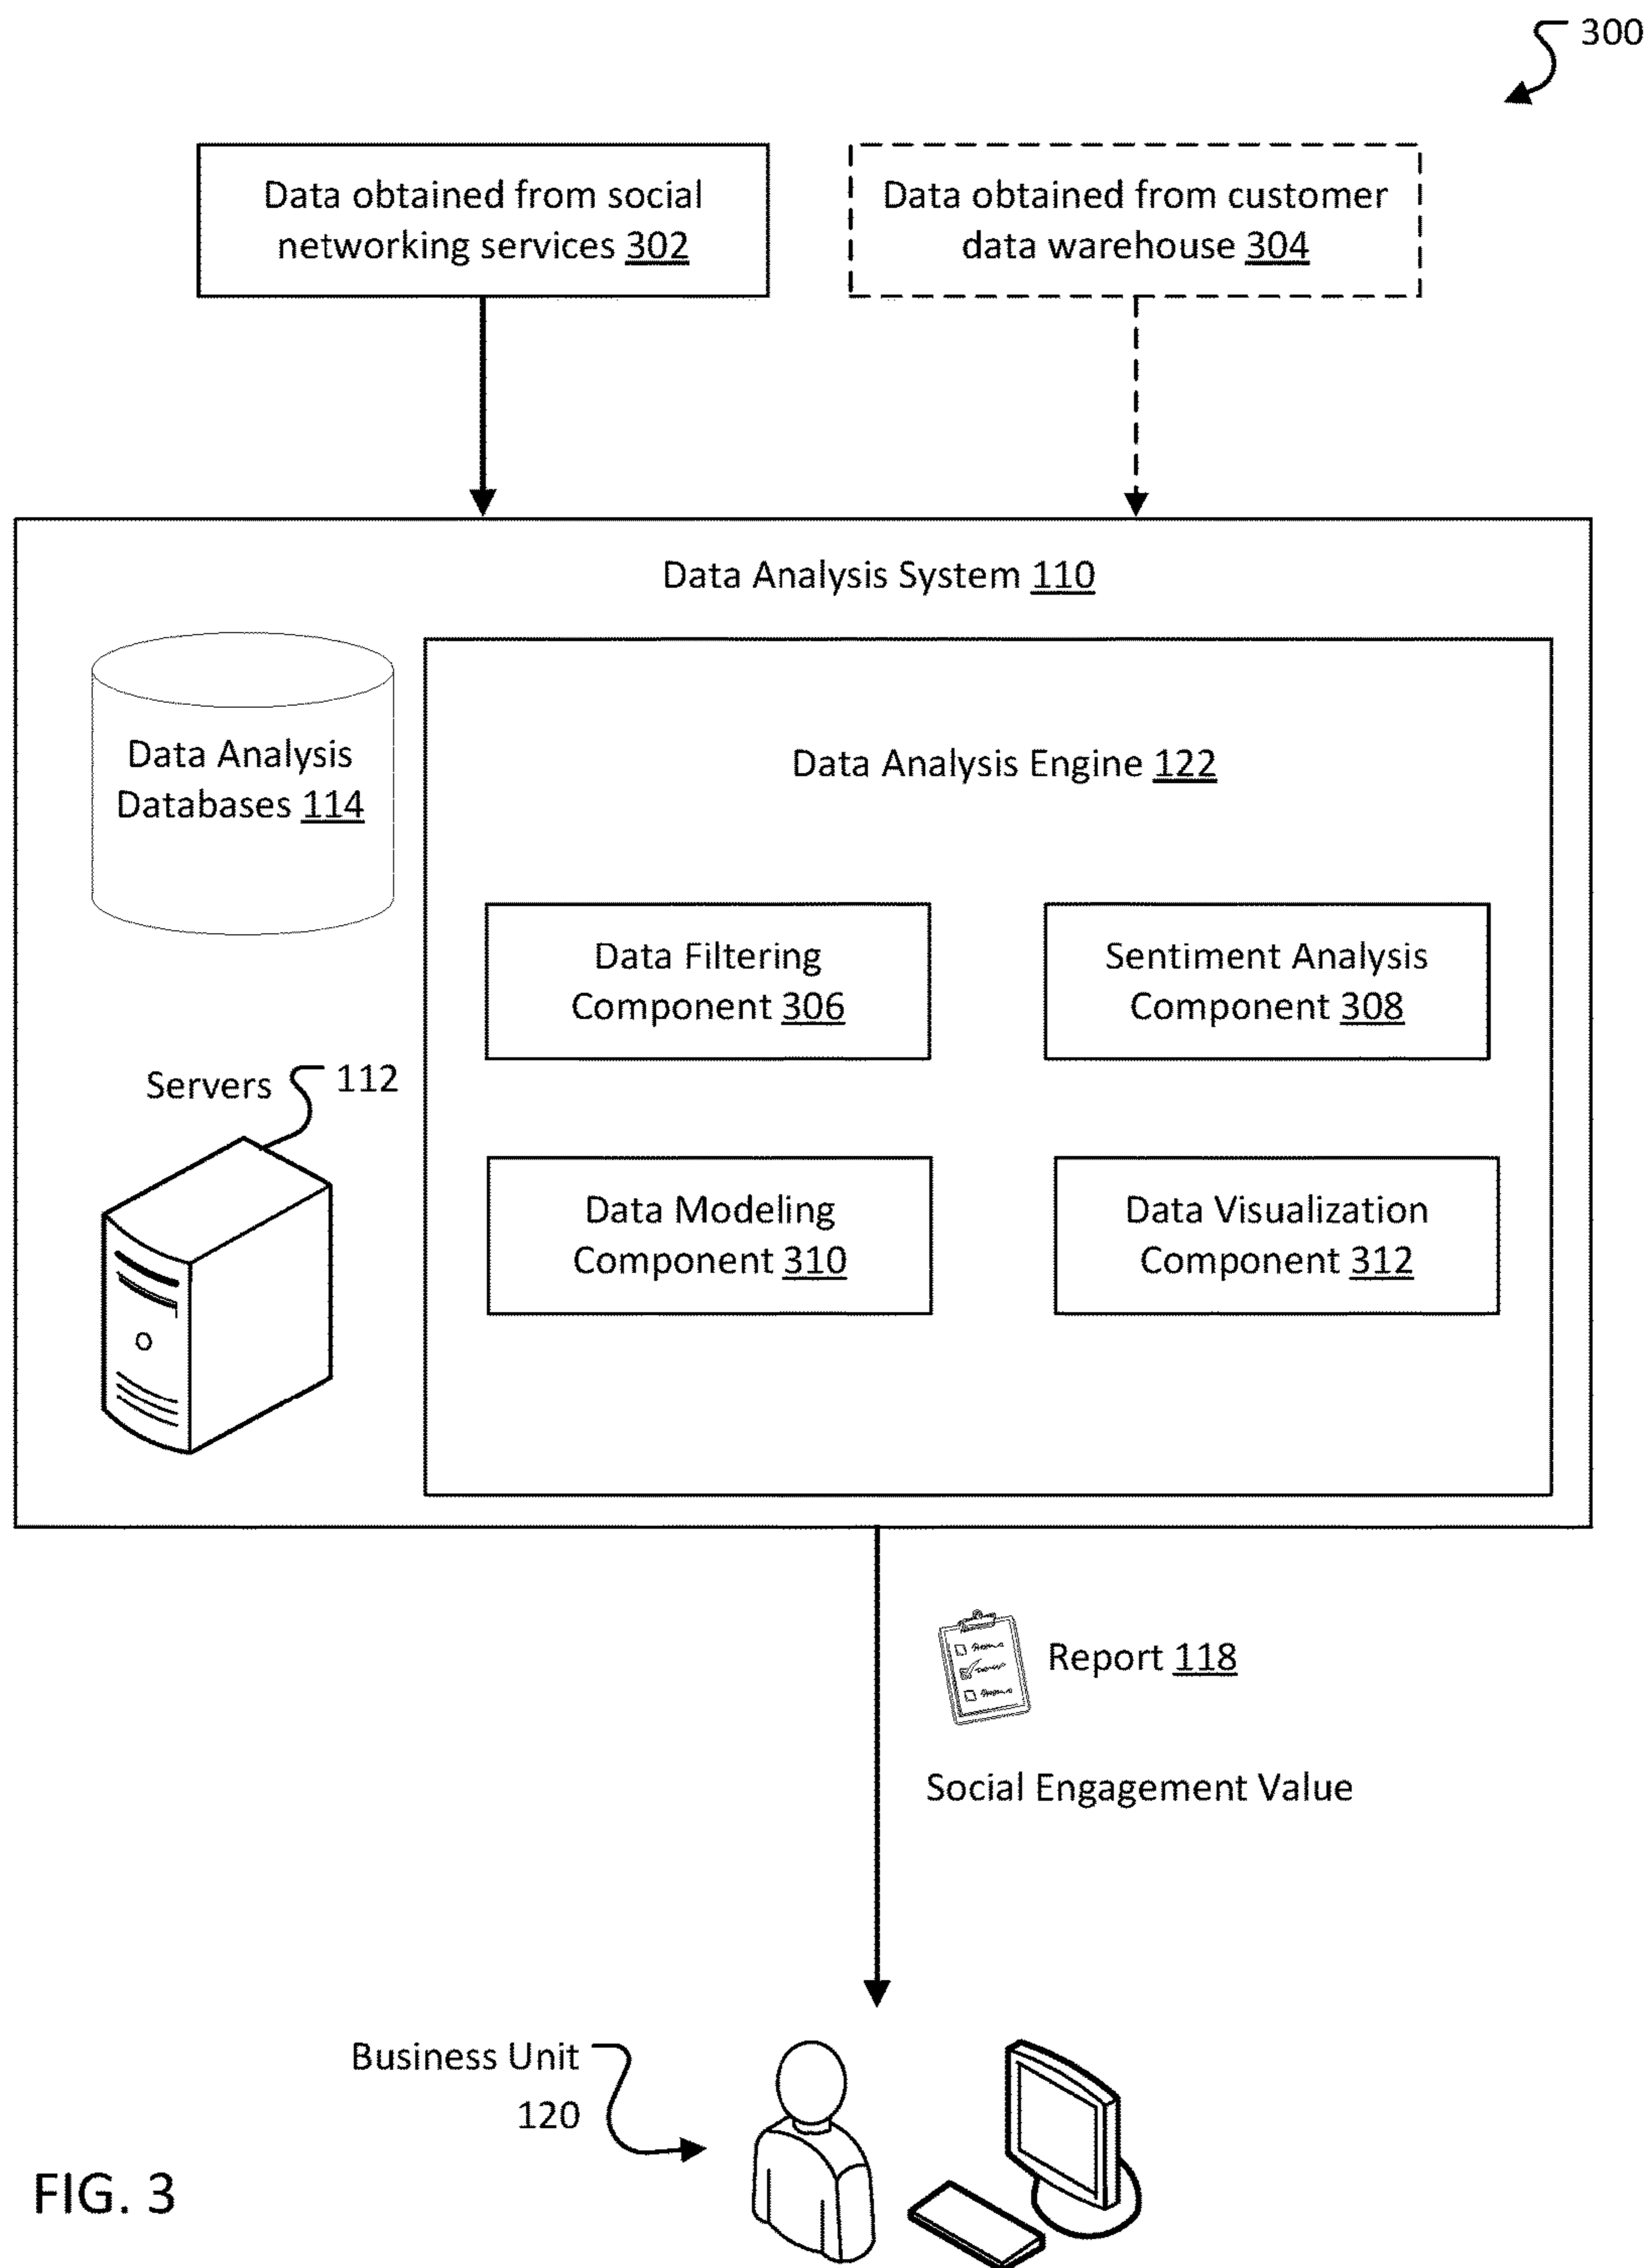 300
Data obtained from social
networking services 302
Data obtained from customer
data warehouse 304
Data Analysis System 110
Data Analysis
Databases 114
Data Analysis Engine 122
Data Filtering
Component 306
Sentiment Analysis
Component 308
Servers 112
Data Modeling
Component 310
Data Visualization
Component 312
Report 118
Social Engagement Value
Business Unit
120
FIG. 3